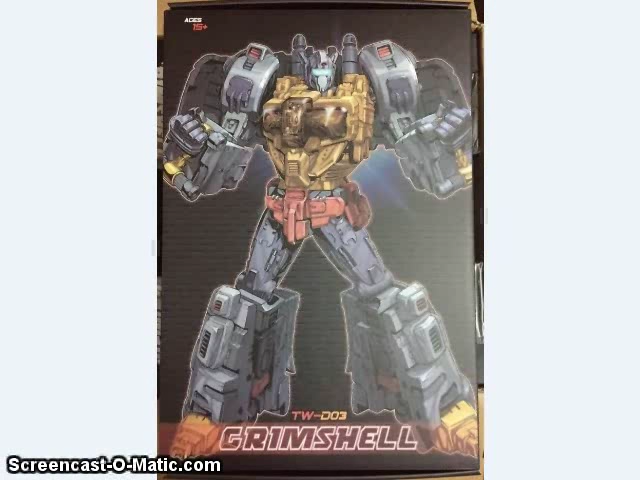 AGES
15+
TW-D03
GRIMSHELL
Screencast-O-Matic.com